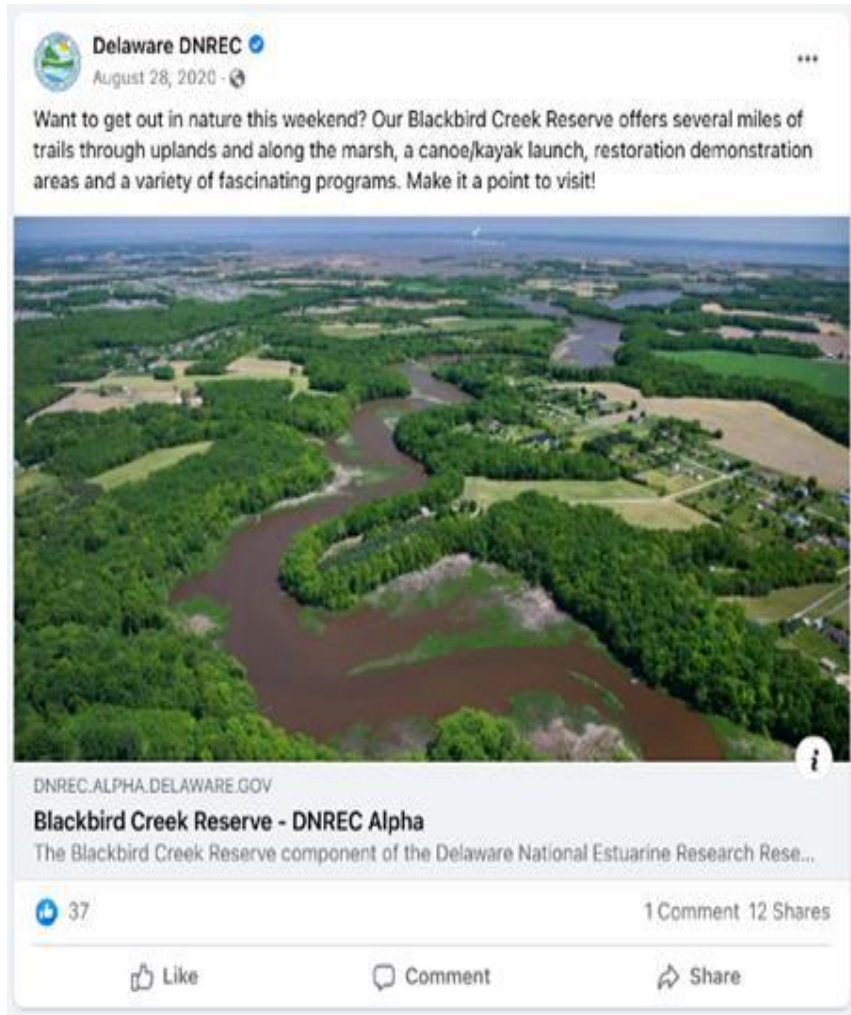 Delaware DNREC
August 28, 2020 ·
Want to get out in nature this weekend? Our Blackbird Creek Reserve offers several miles of
trails through uplands and along the marsh, a canoe/kayak launch, restoration demonstration
areas and a variety of fascinating programs. Make it a point to visit!
i
DNREC.ALPHA.DELAWARE.GOV
Blackbird Creek Reserve - DNREC Alpha
The Blackbird Creek Reserve component of the Delaware National Estuarine Research Rese...
37
1 Comment 12 Shares
Like Comment Share